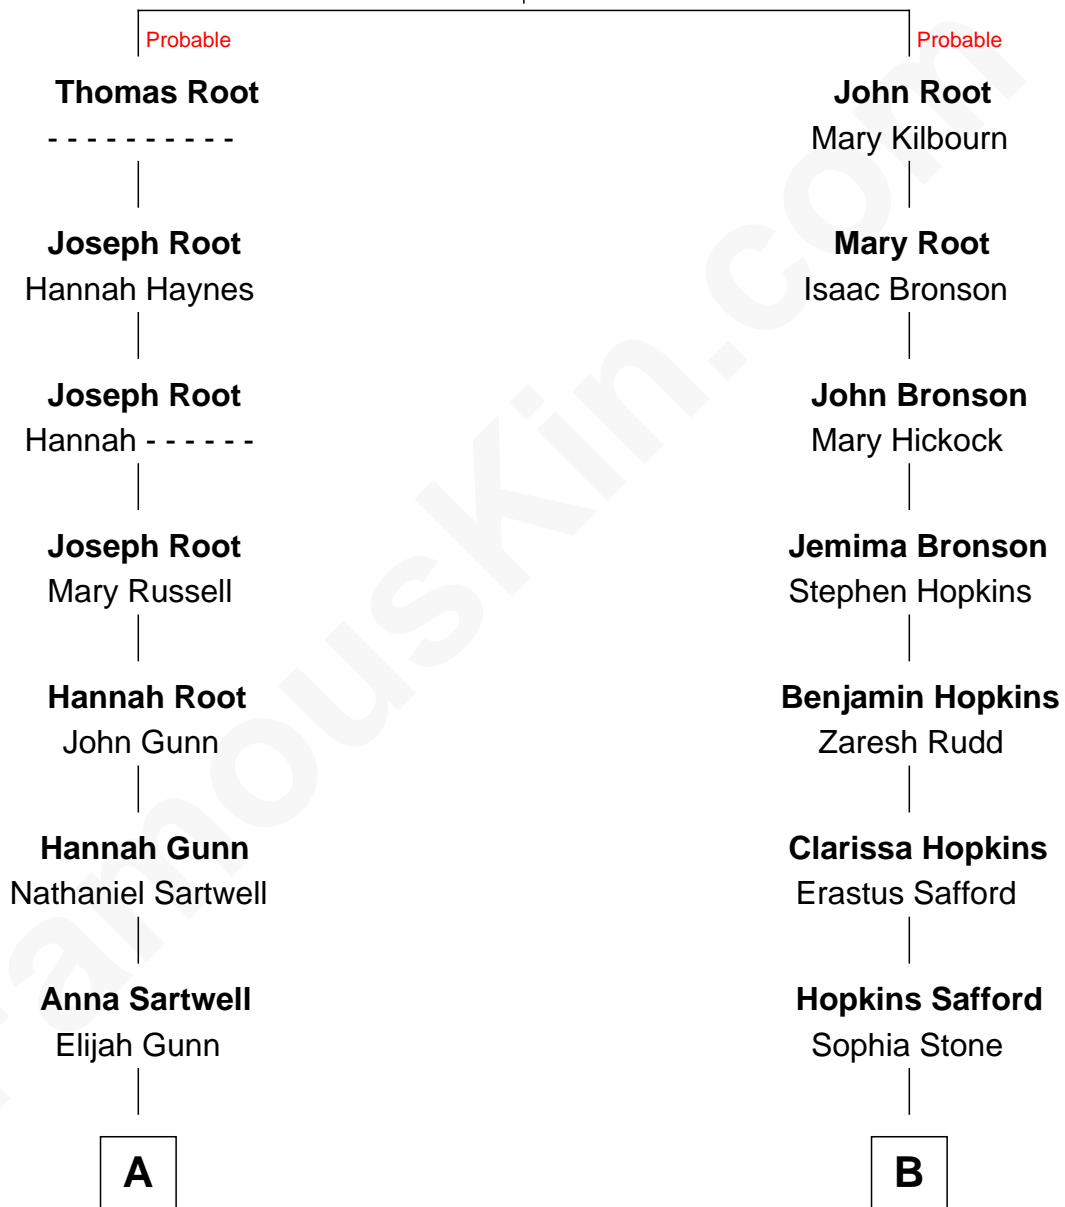 Probable
Thomas Root
- - - - - - - - - -
Joseph Root
Hannah Haynes
Joseph Root
Hannah - - - - - -
Joseph Root
Mary Russell
Hannah Root
John Gunn
Hannah Gunn
Nathaniel Sartwell
Anna Sartwell
Elijah Gunn
A
Probable
John Root
Mary Kilbourn
Mary Root
Isaac Bronson
John Bronson
Mary Hickock
Jemima Bronson
Stephen Hopkins
Benjamin Hopkins
Zaresh Rudd
Clarissa Hopkins
Erastus Safford
Hopkins Safford
Sophia Stone
B
FamousKin.com